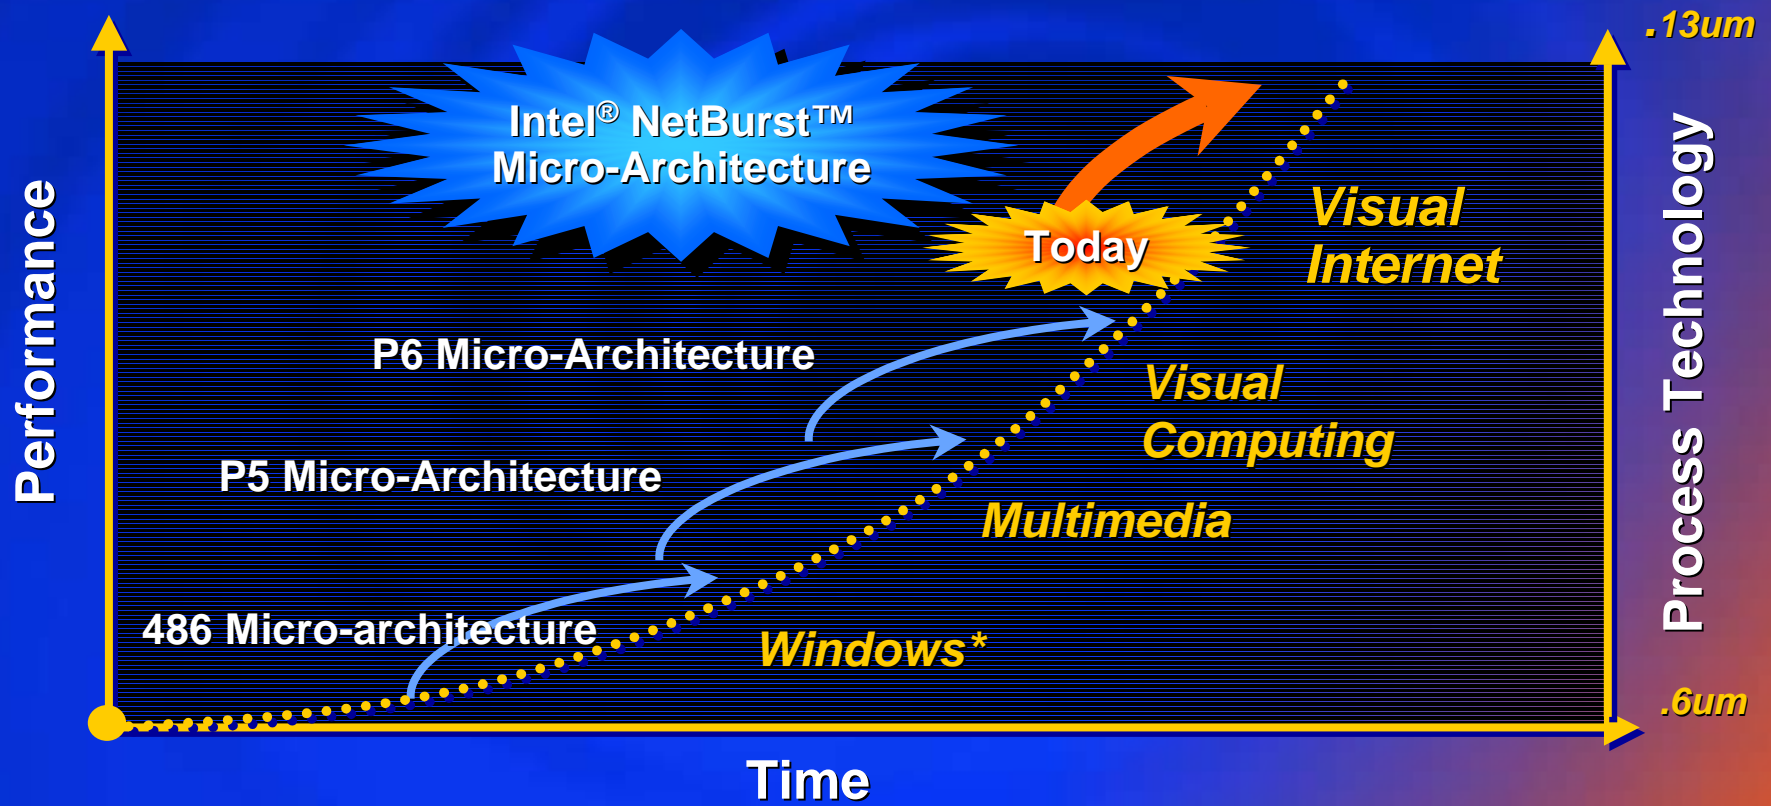 .13um
Intel® NetBurst™
Micro-Architecture
Performance
Process Technology
Visual
Internet
Today
P6 Micro-Architecture
Visual
Computing
P5 Micro-Architecture
Multimedia
486 Micro-architecture
Windows*
.6um
Time